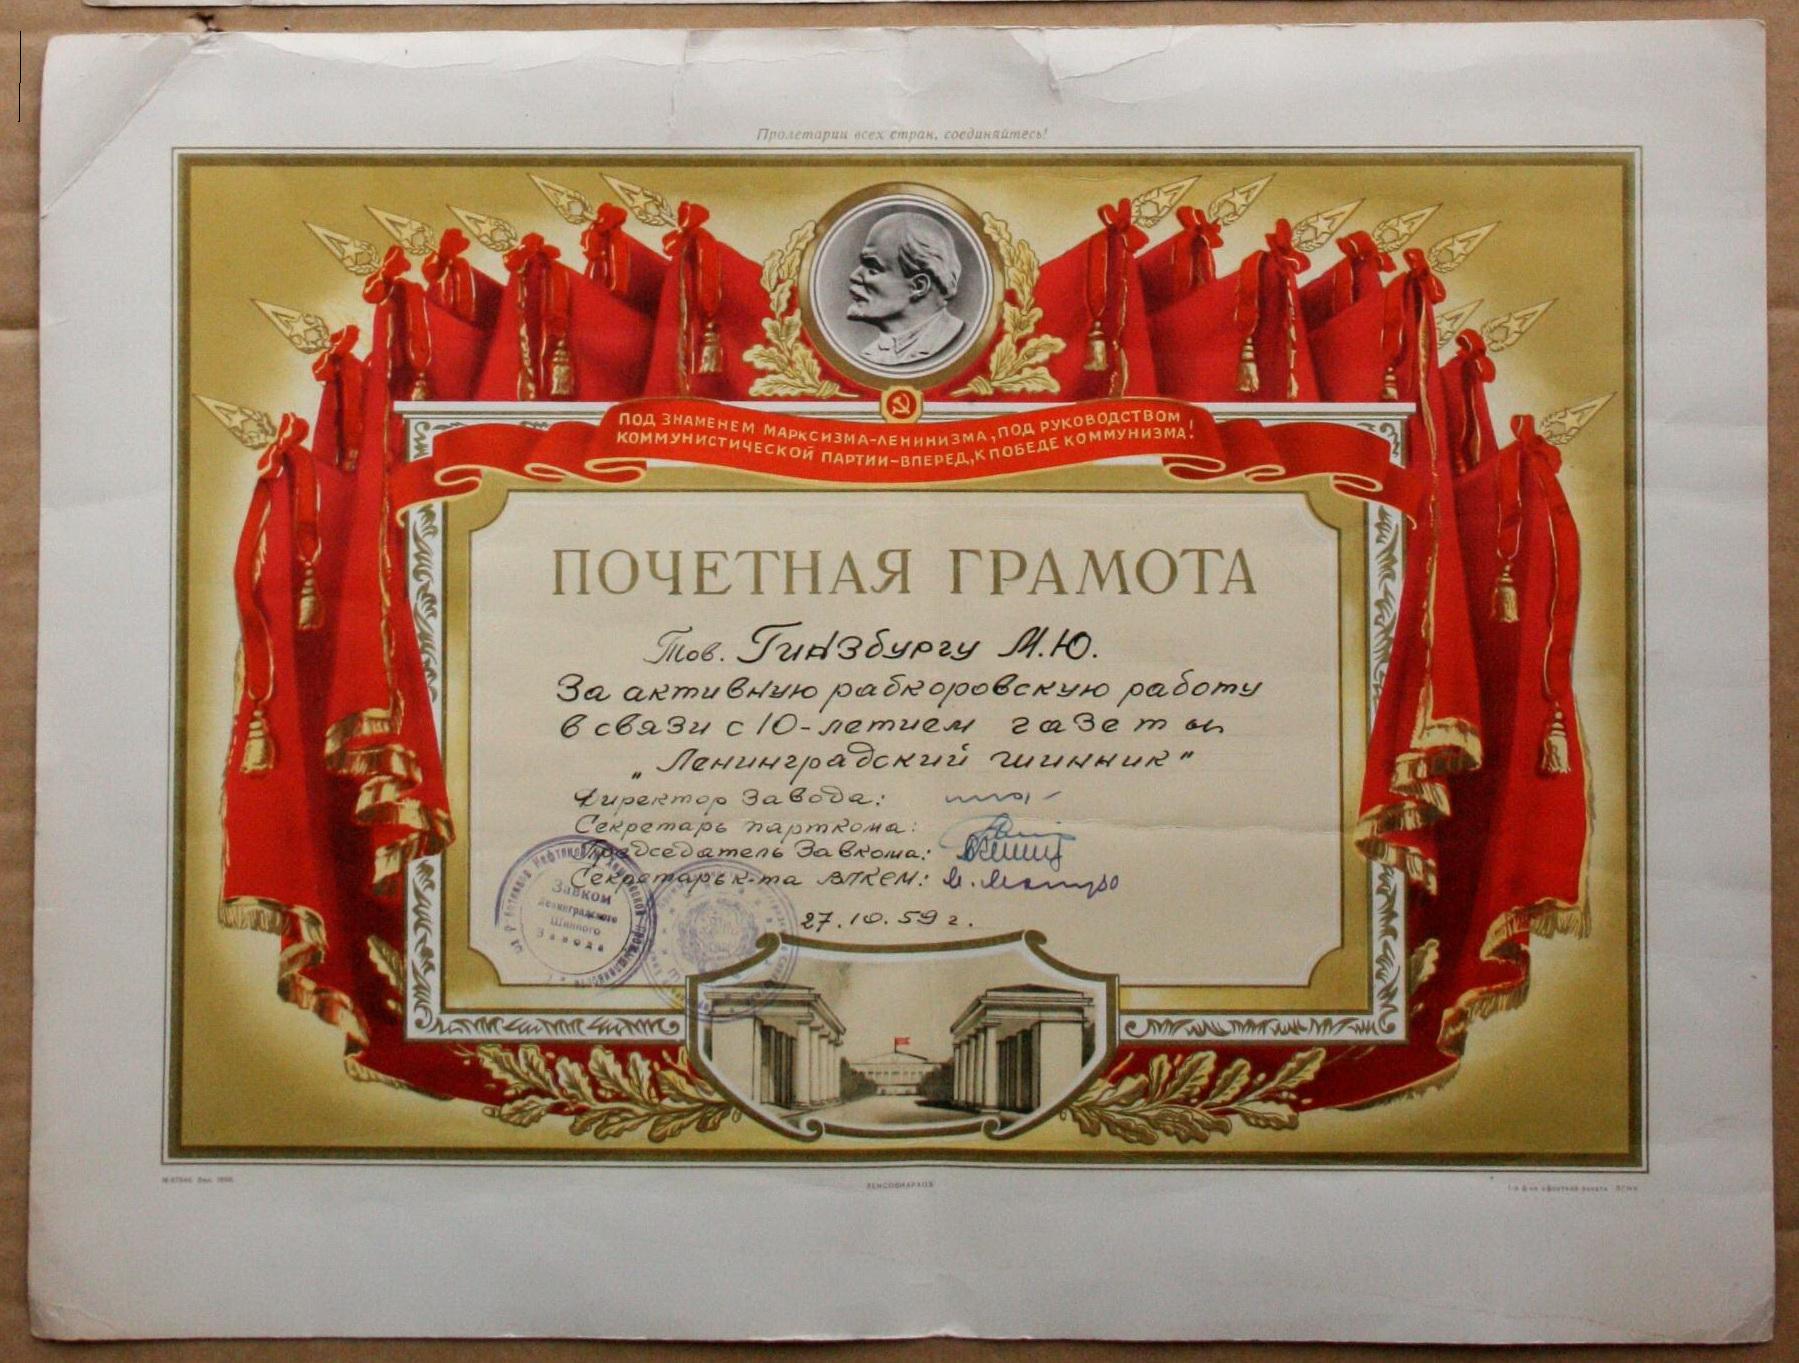 Пролетарии всех стран, соединяйтесь!
ПОД ЗНАМЕНЕМ МАРКСИЗМА-ЛЕНИНИЗМА, ПОД РУКОВОДСТВОМ
КОММУНИСТИЧЕСКОЙ ПАРТИИ-ВПЕРЕД, К ПОБЕДЕ КОММУНИЗМА!
ПОЧЕТНАЯ ГРАМОТА
Тов. Гинзбургу М.Ю.
За активную рабкоровскую работу
в связи с 10-летием газеты
„Ленинградский шинник"
Директор Завода:
Секретарь парткома:
Председатель Завкома:
Секретарь к-та ВЛКСМ:
27.10.59 г.
Завком
Ленинградского
Шинного
Завода
ЛЕНСОВНАРХОЗ